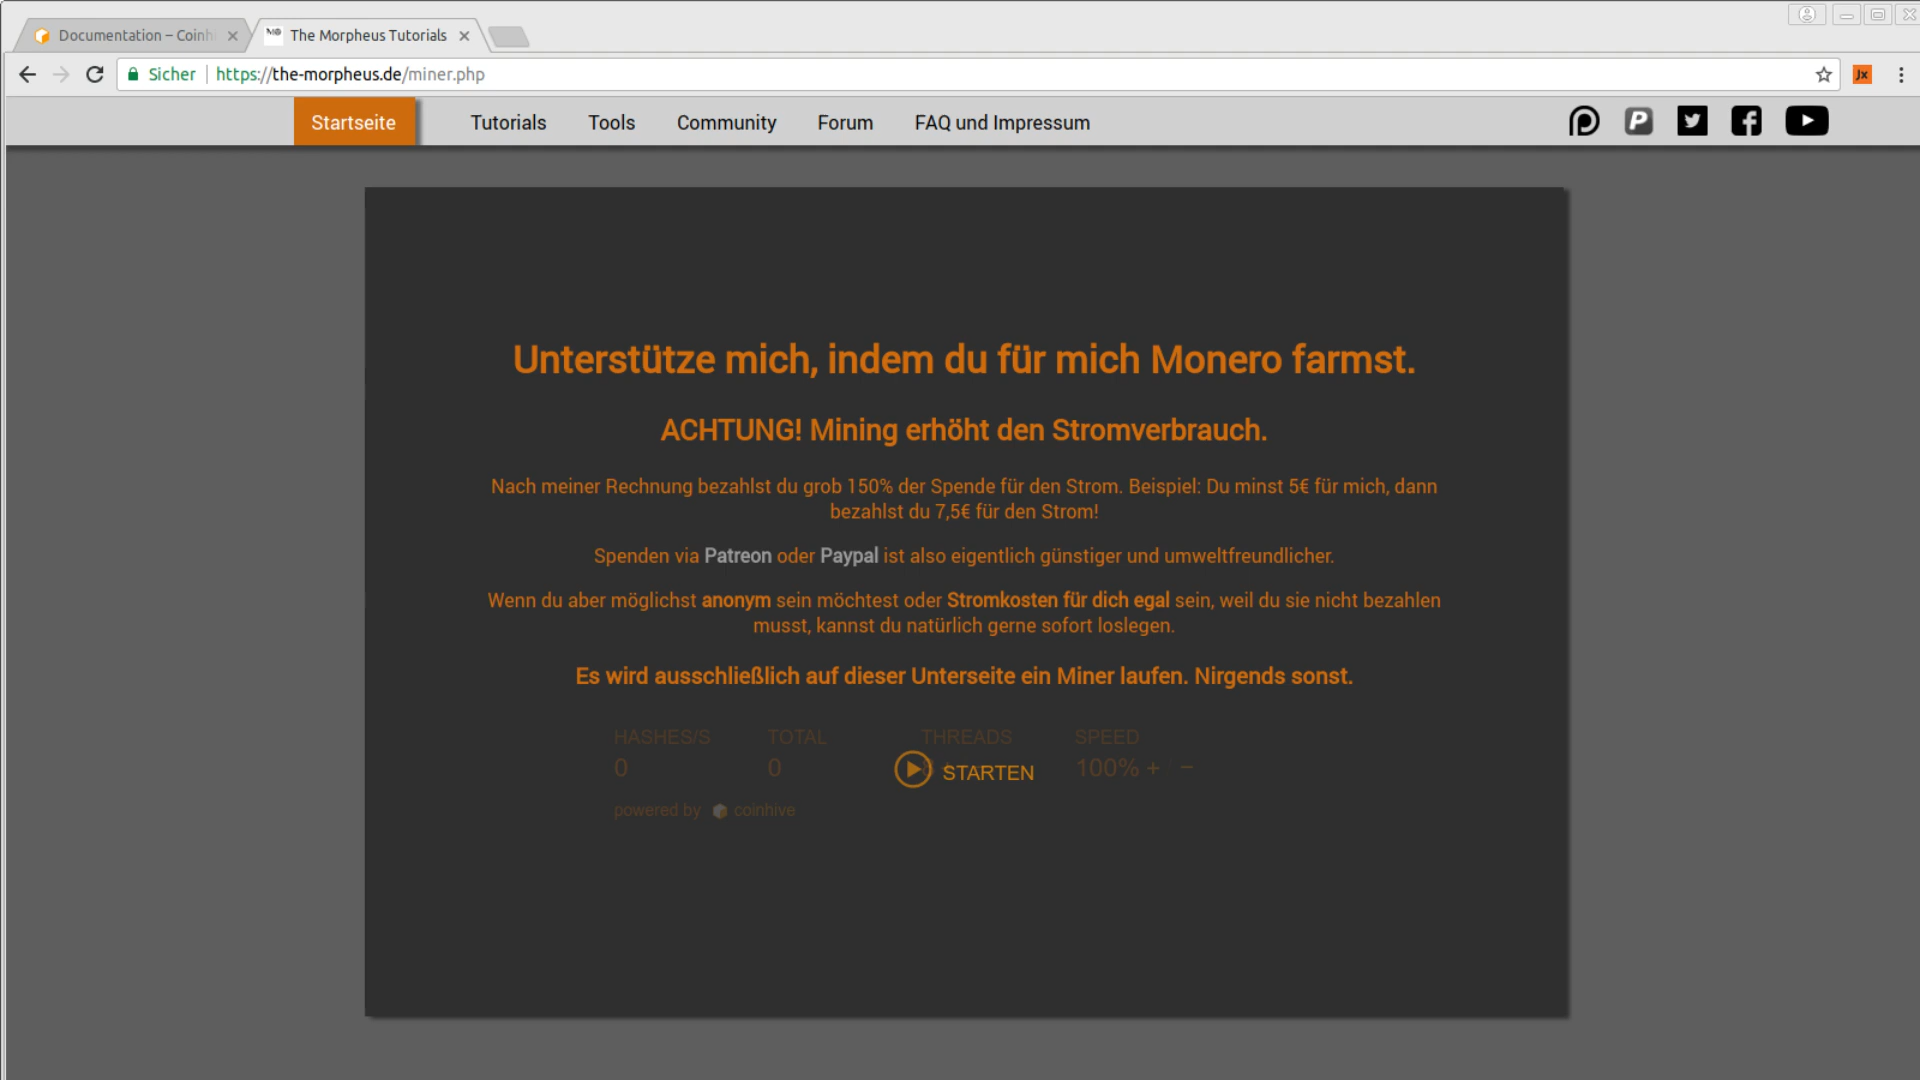 Documentation – Coinhi
The Morpheus Tutorials
Sicher
https://the-morpheus.de/miner.php
Jx
Startseite
Tutorials
Tools
Community
Forum
FAQ und Impressum
Unterstütze mich, indem du für mich Monero farmst.
ACHTUNG! Mining erhöht den Stromverbrauch.
Nach meiner Rechnung bezahlst du grob 150% der Spende für den Strom. Beispiel: Du minst 5€ für mich, dann
bezahlst du 7,5€ für den Strom!
Spenden via Patreon oder Paypal ist also eigentlich günstiger und umweltfreundlicher.
Wenn du aber möglichst anonym sein möchtest oder Stromkosten für dich egal sein, weil du sie nicht bezahlen
musst, kannst du natürlich gerne sofort loslegen.
Es wird ausschließlich auf dieser Unterseite ein Miner laufen. Nirgends sonst.
HASHES/S TOTAL THREADS SPEED
0 0 100% + −
STARTEN
powered by coinhive